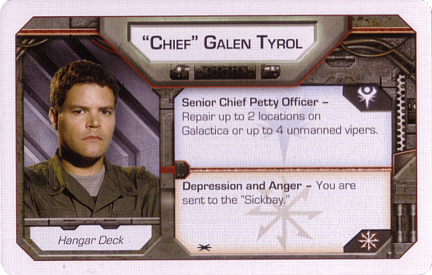 “CHIEF” GALEN TYROL
Senior Chief Petty Officer –
Repair up to 2 locations on
Galactica or up to 4 unmanned vipers.
Depression and Anger – You are
sent to the “Sickbay.”
Hangar Deck